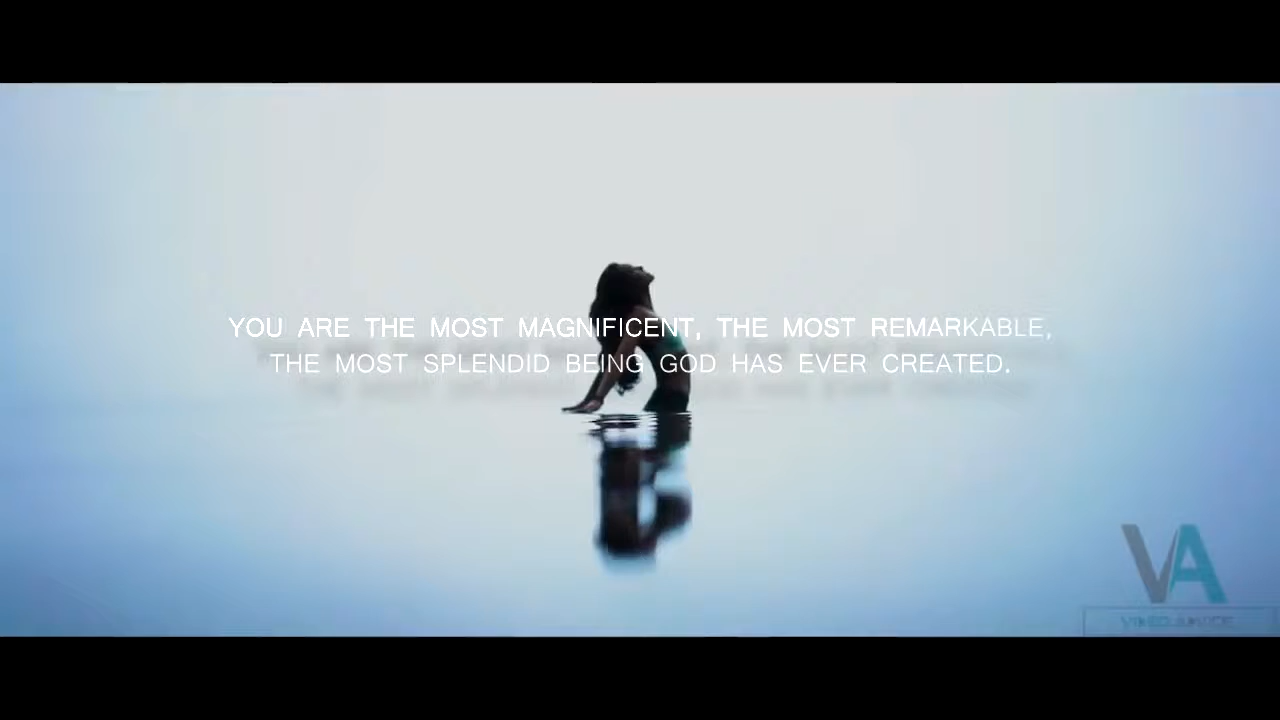 YOU ARE THE MOST MAGNIFICENT, THE MOST REMARKABLE,
THE MOST SPLENDID BEING GOD HAS EVER CREATED.
VA